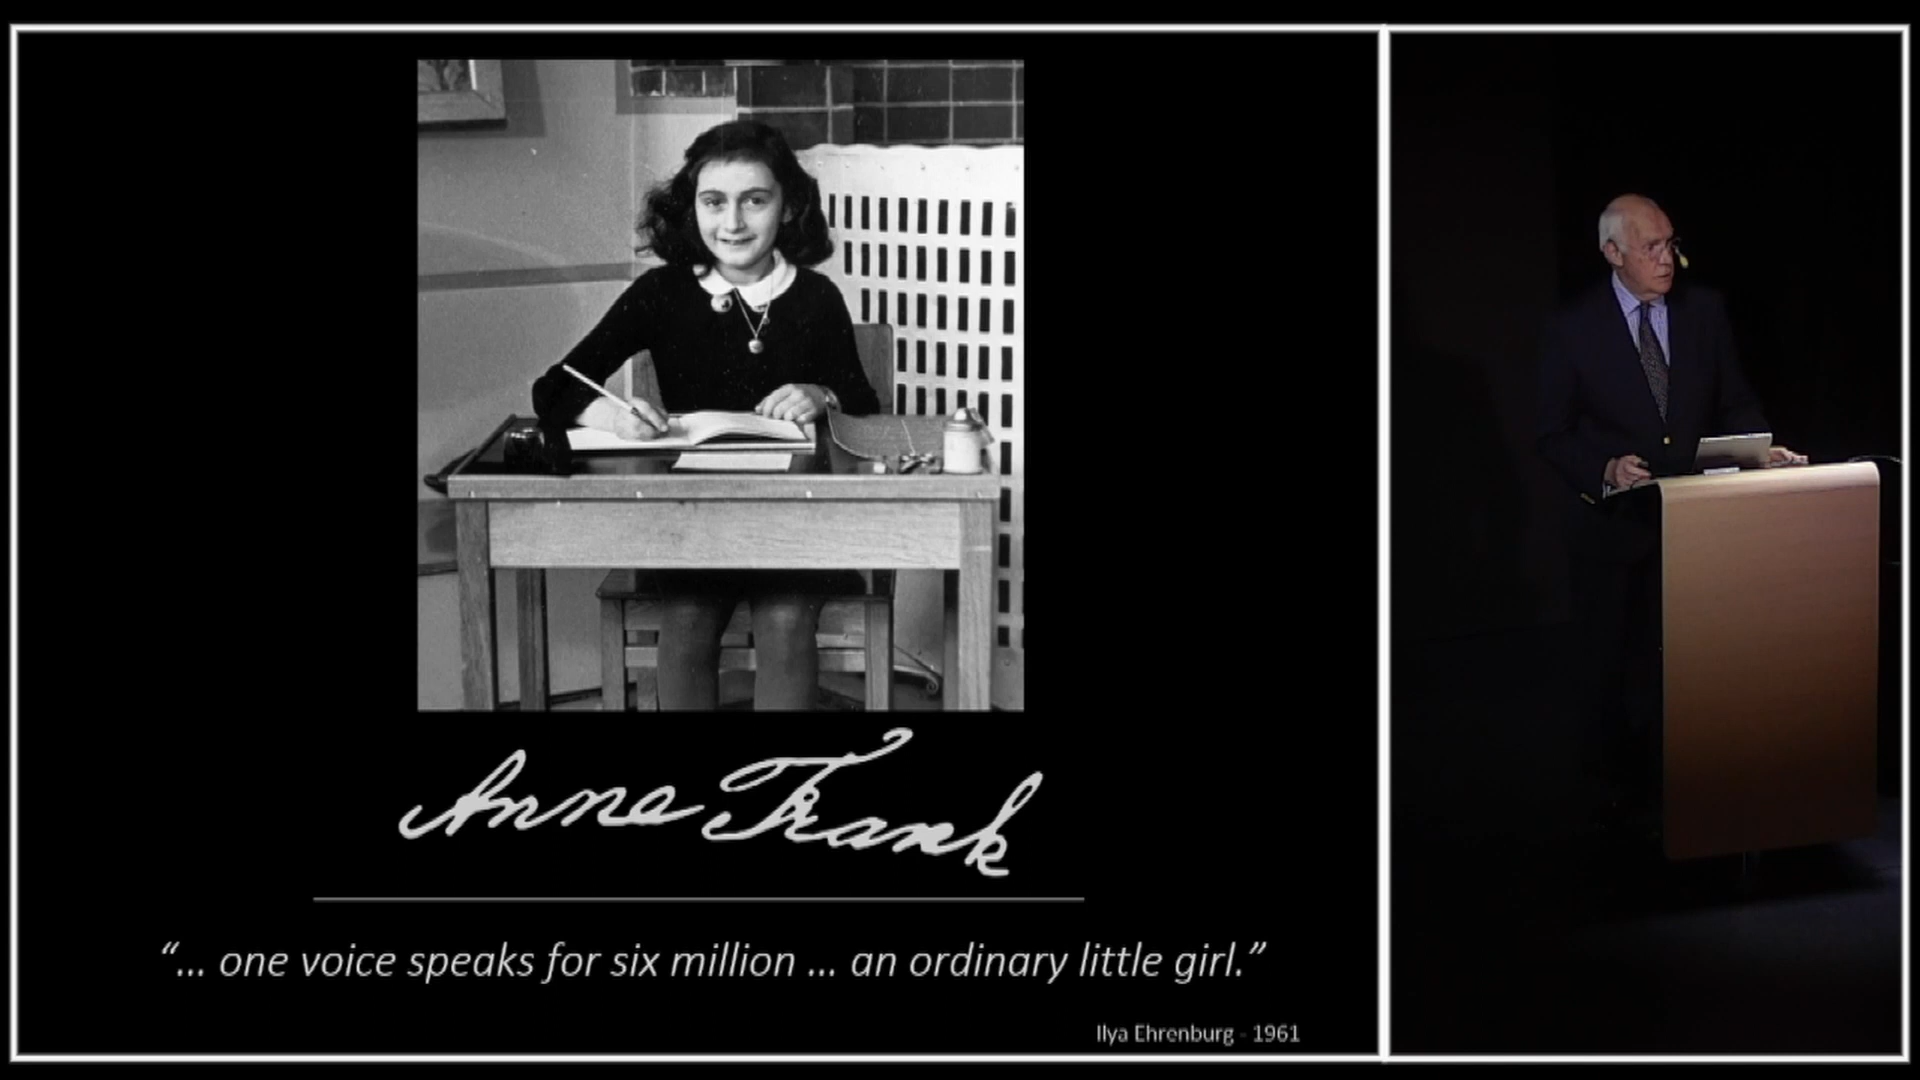 Anne Frank
“... one voice speaks for six million ... an ordinary little girl.”
Ilya Ehrenburg - 1961